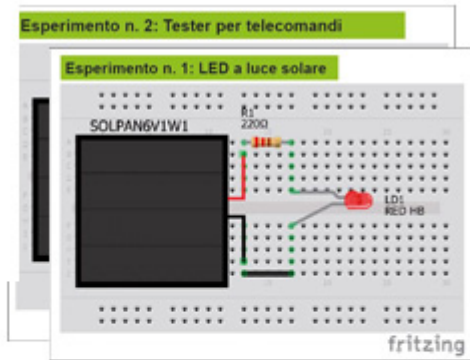 Esperimento n. 2: Tester per telecomandi
Esperimento n. 1: LED a luce solare
R1
220Ω
SOLPAN6V1W1
LD1
RED HB
fritzing